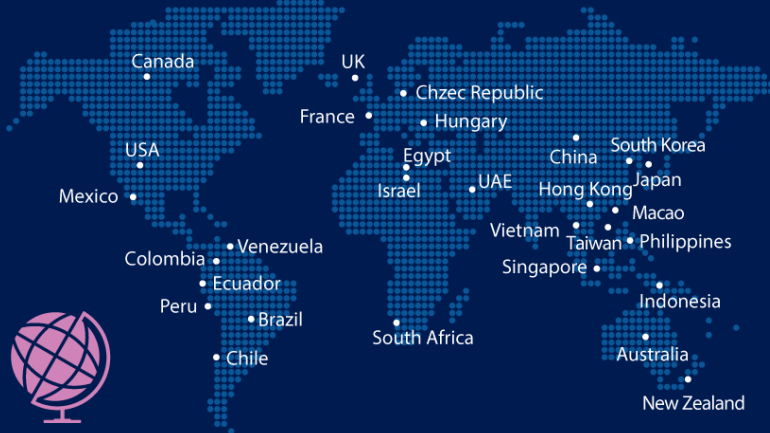 Canada
UK
Chzec Republic
France
Hungary
USA
Egypt
South Korea
China
Israel
UAE
Hong Kong
Japan
Mexico
Macao
Vietnam
Taiwan
Philippines
Venezuela
Colombia
Singapore
Ecuador
Indonesia
Peru
Brazil
South Africa
Chile
Australia
New Zealand